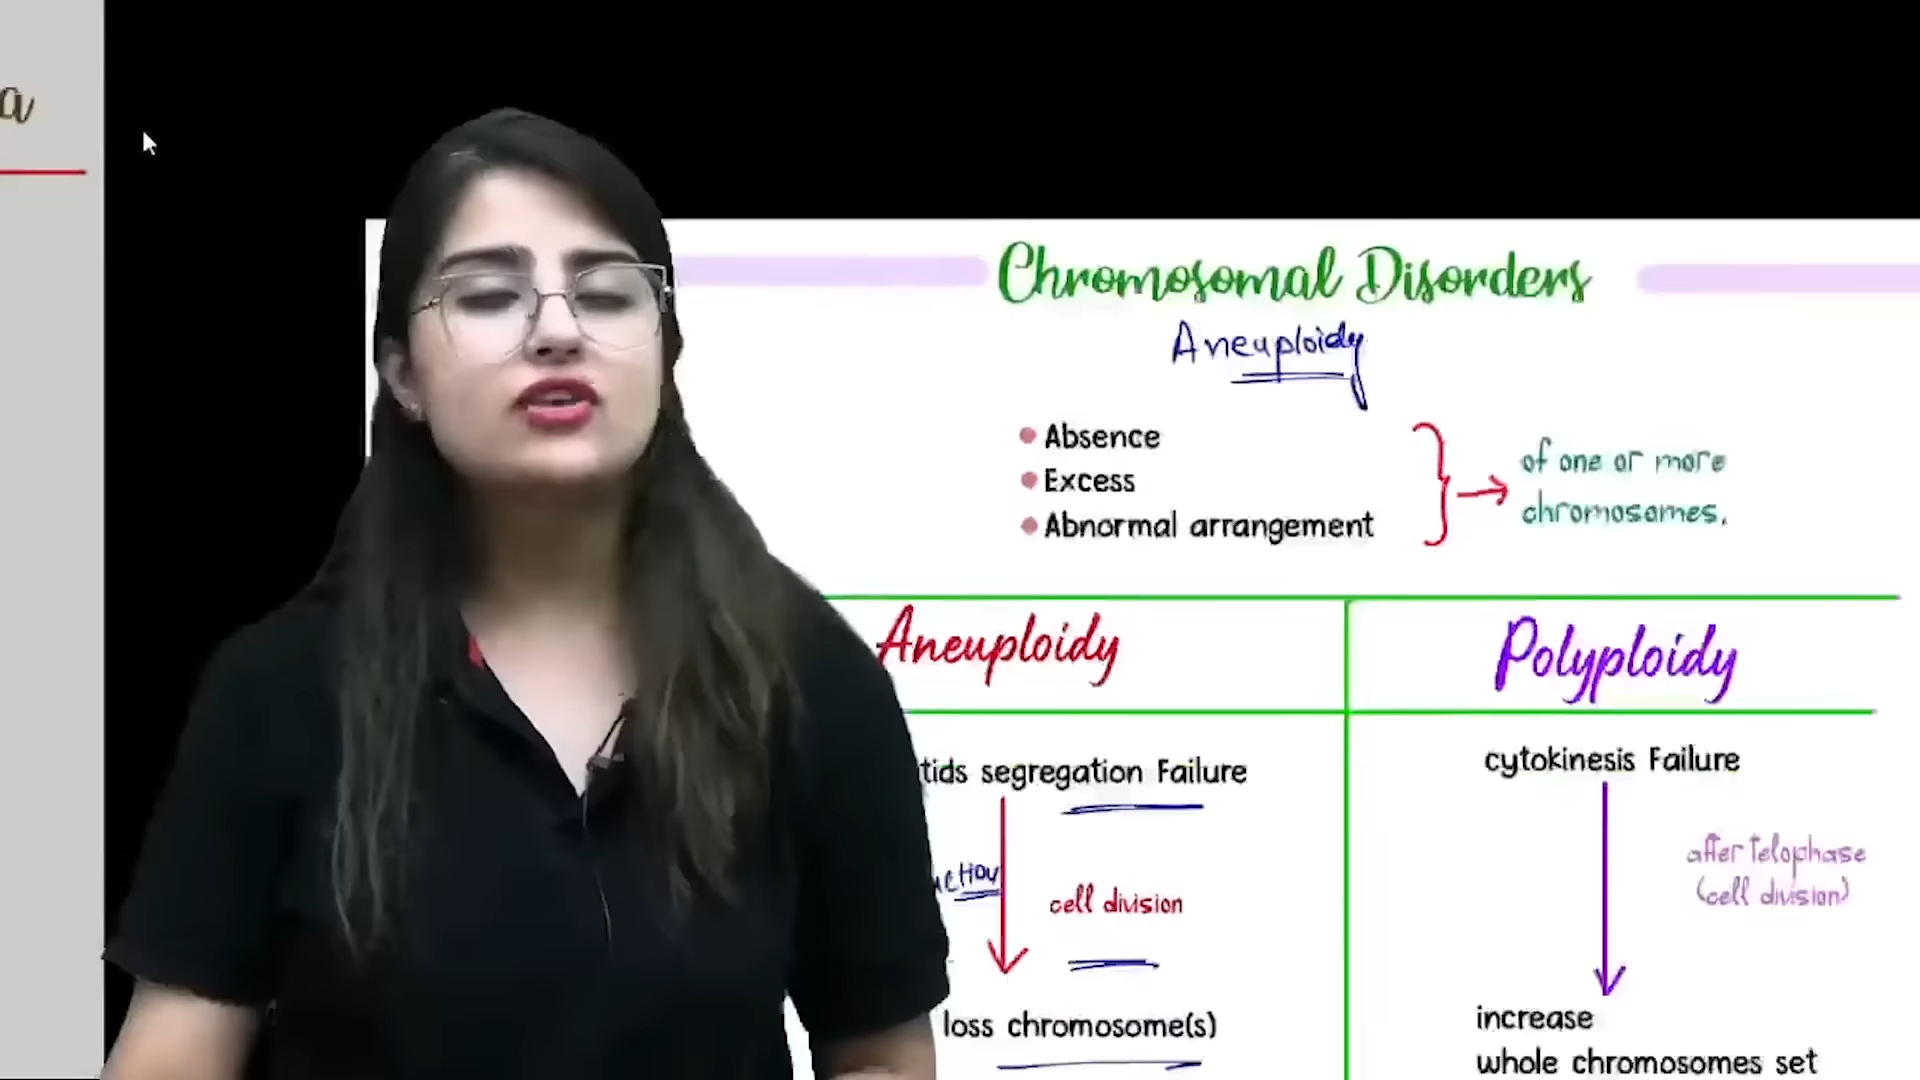 a
Chromosomal Disorders
Aneuploidy
Absence
Excess
Abnormal arrangement
of one or more
chromosomes.
Aneuploidy
Polyploidy
tids segregation Failure
cytokinesis Failure
cell division
after telophase
(cell division)
loss chromosome(s)
increase
whole chromosomes set